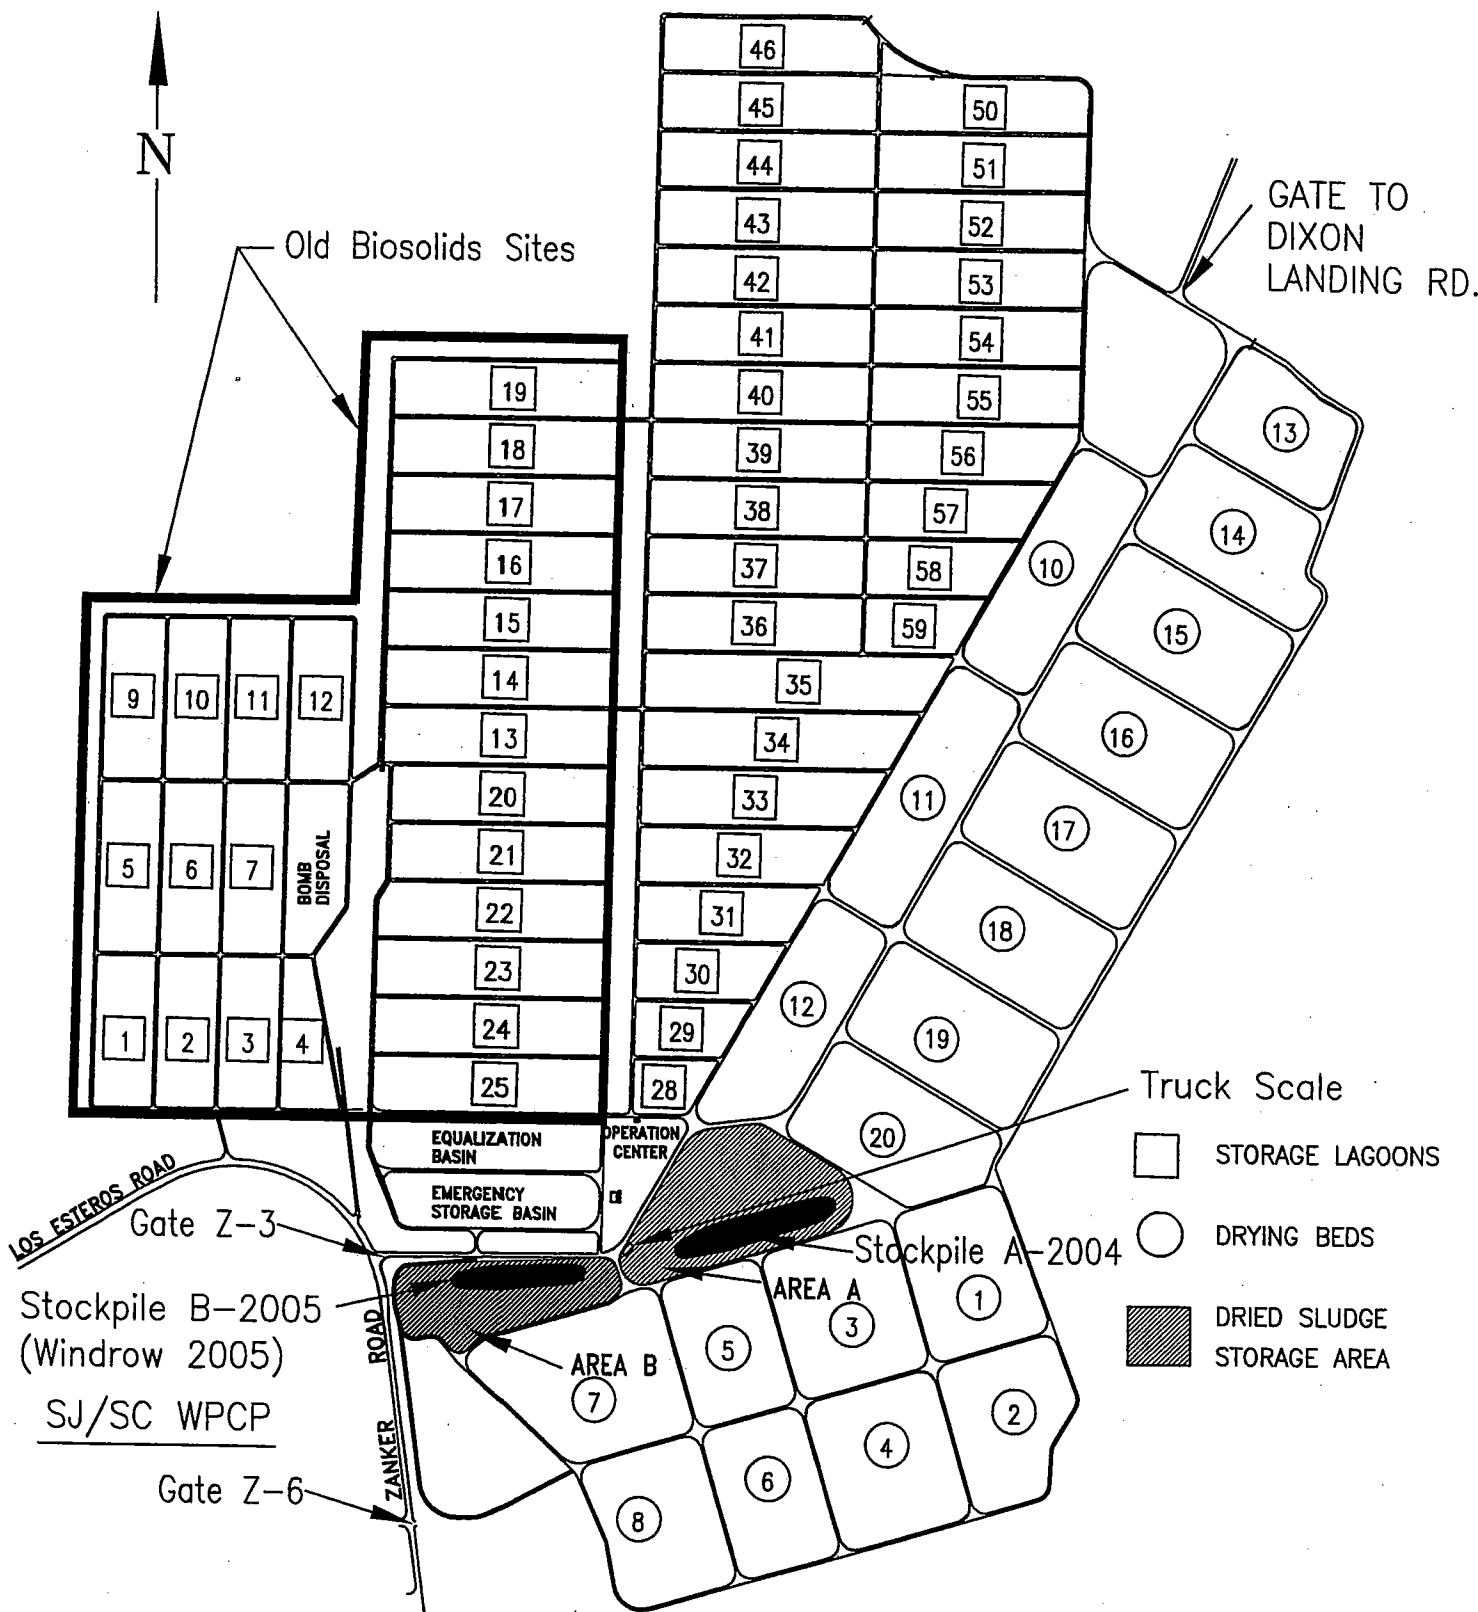 46
45
50
44
51
N
43
52
GATE TO
DIXON
LANDING RD.
Old Biosolids Sites
42
53
41
54
19
40
55
13
18
39
56
17
38
57
14
16
37
58
10
15
36
59
15
9
10
11
12
14
35
13
34
16
20
33
11
17
5
6
7
BOMB
DISPOSAL
21
32
22
31
18
23
30
12
1
2
3
4
24
29
19
25
28
Truck Scale
EQUALIZATION
BASIN
OPERATION
CENTER
20
STORAGE LAGOONS
LOS ESTEROS ROAD
EMERGENCY
STORAGE BASIN
Gate Z-3
DRYING BEDS
Stockpile A-2004
AREA A
Stockpile B-2005
(Windrow 2005)
ZANKER ROAD
1
3
5
DRIED SLUDGE
STORAGE AREA
AREA B
7
SJ/SC WPCP
2
4
6
Gate Z-6
8